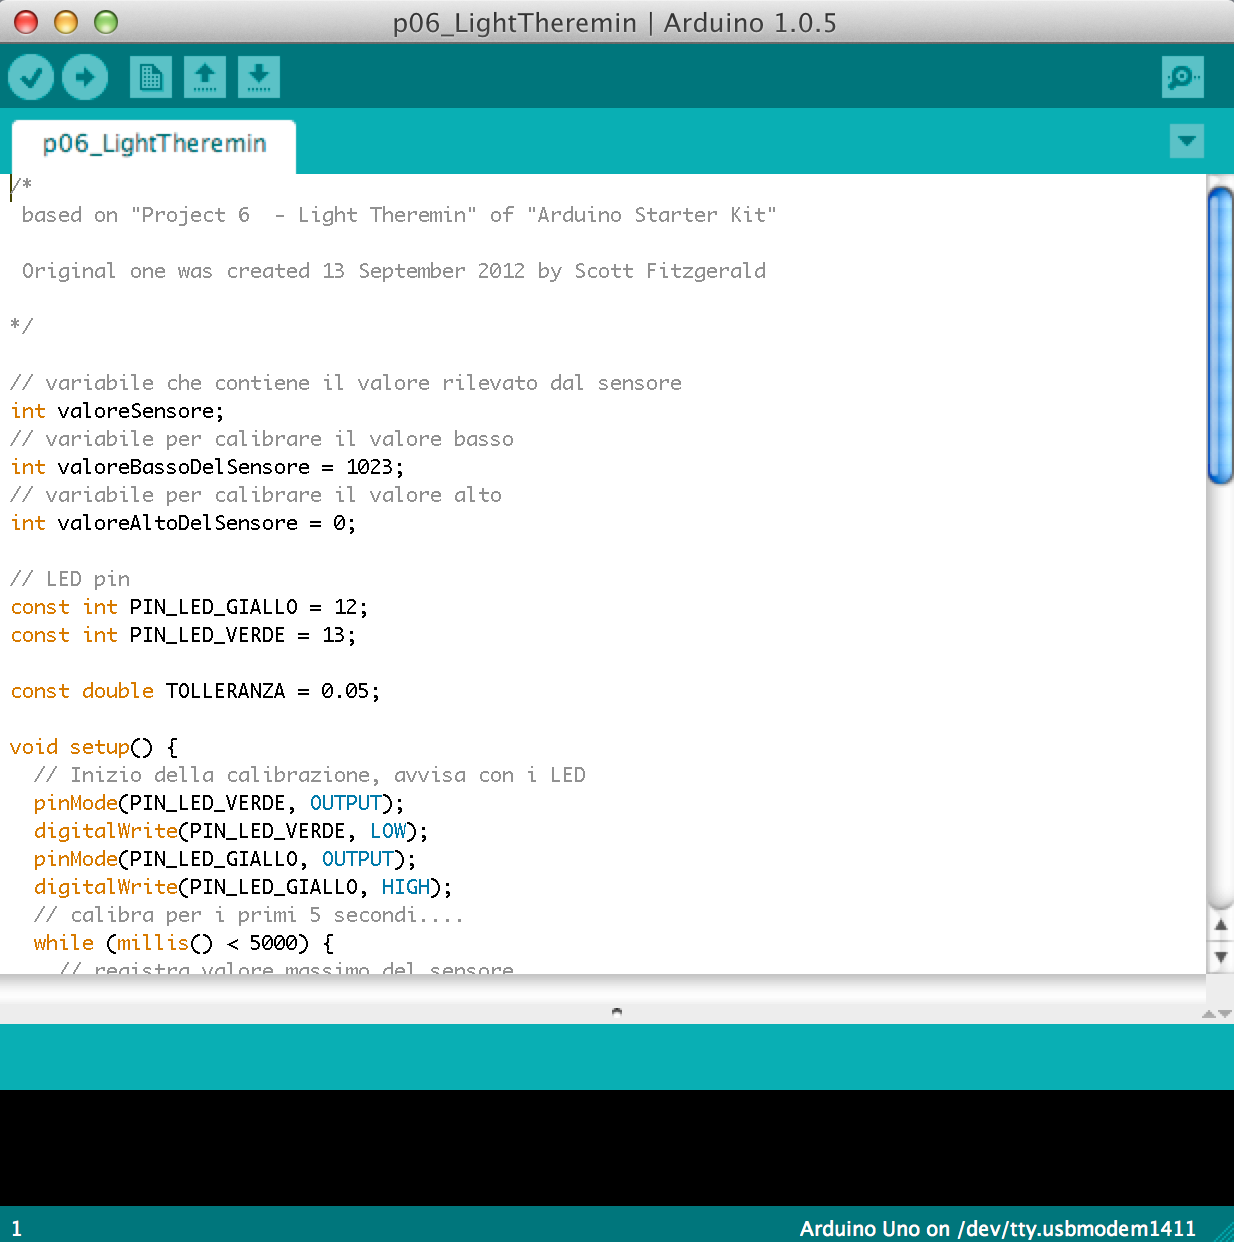 p06_LightTheremin | Arduino 1.0.5
p06_LightTheremin
/*
based on "Project 6  - Light Theremin" of "Arduino Starter Kit"
Original one was created 13 September 2012 by Scott Fitzgerald
*/
// variabile che contiene il valore rilevato dal sensore
int valoreSensore;
// variabile per calibrare il valore basso
int valoreBassoDelSensore = 1023;
// variabile per calibrare il valore alto
int valoreAltoDelSensore = 0;
// LED pin
const int PIN_LED_GIALLO = 12;
const int PIN_LED_VERDE = 13;
const double TOLLERANZA = 0.05;
void setup() {
// Inizio della calibrazione, avvisa con i LED
pinMode(PIN_LED_VERDE, OUTPUT);
digitalWrite(PIN_LED_VERDE, LOW);
pinMode(PIN_LED_GIALLO, OUTPUT);
digitalWrite(PIN_LED_GIALLO, HIGH);
// calibra per i primi 5 secondi....
while (millis() < 5000) {
// registra valore massimo del sensore
1
Arduino Uno on /dev/tty.usbmodem1411